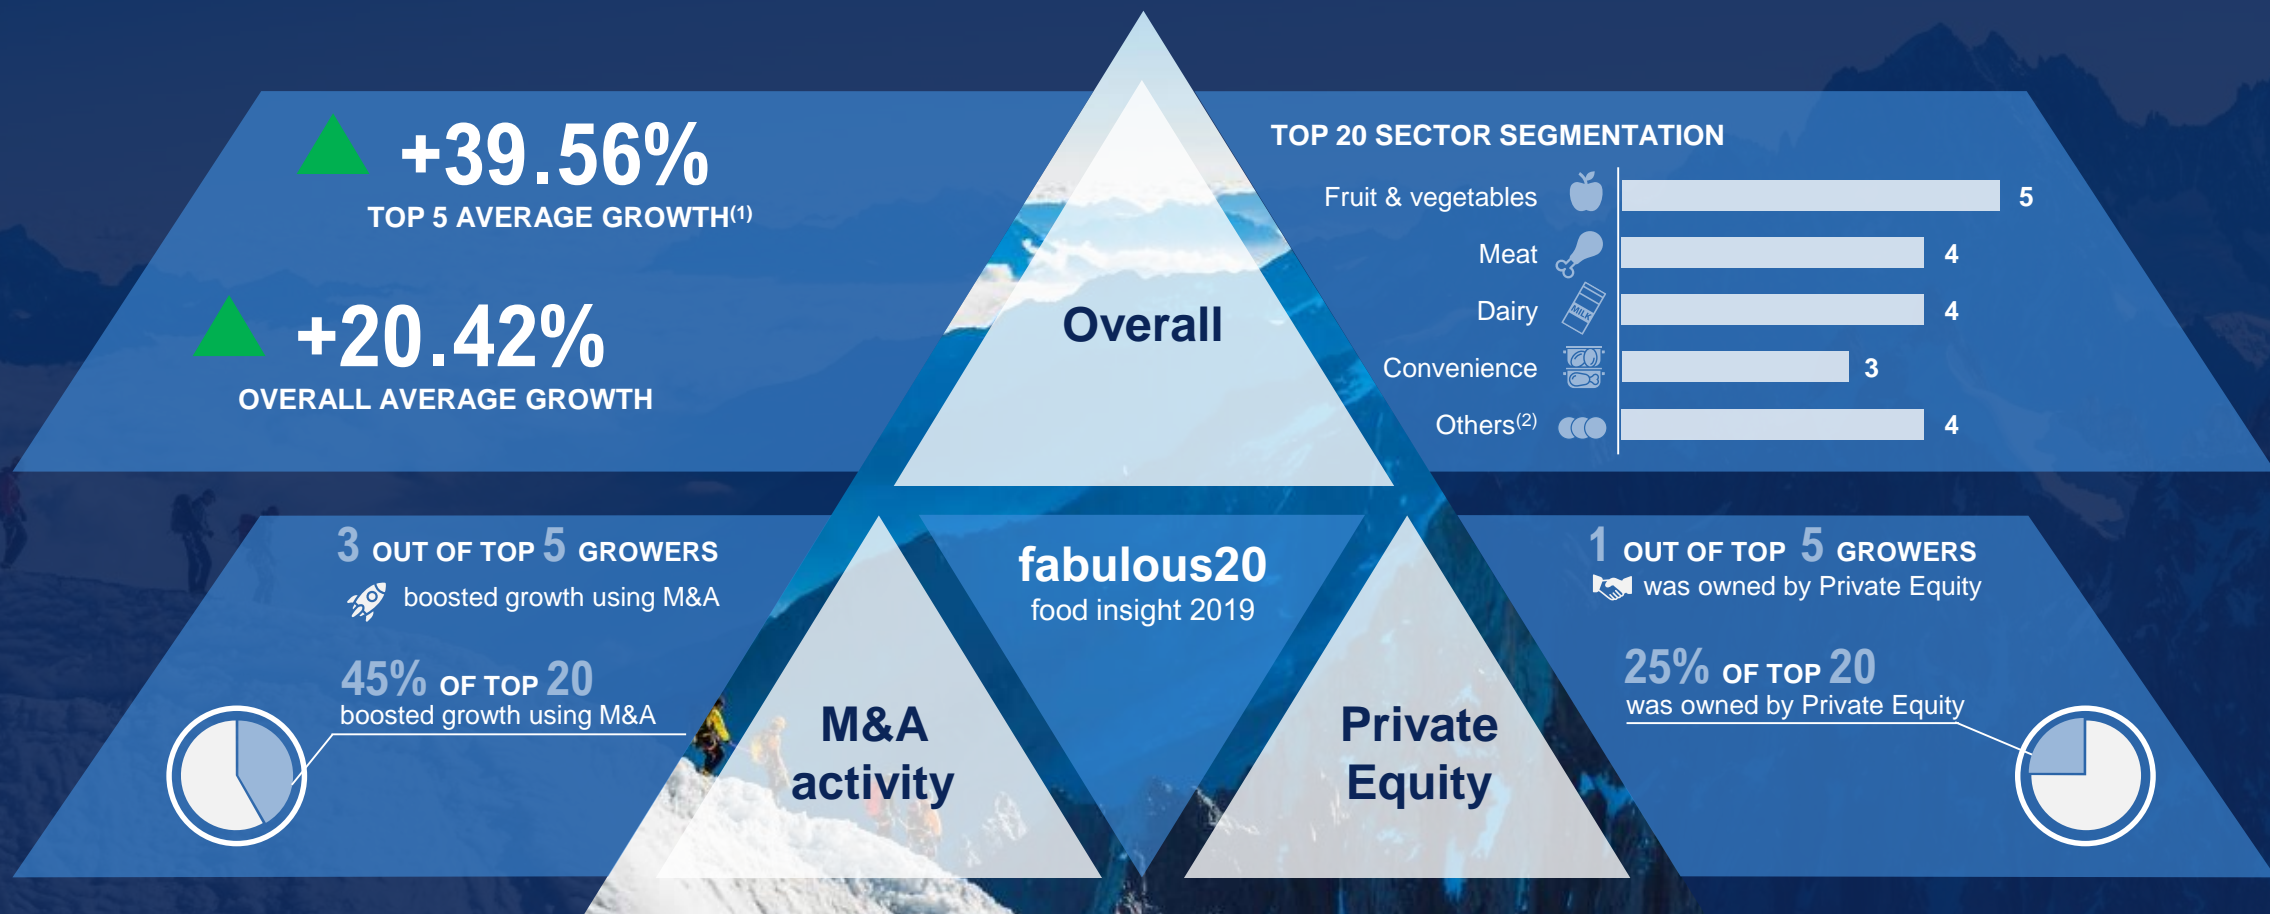 +39.56%
TOP 5 AVERAGE GROWTH(1)
+20.42%
OVERALL AVERAGE GROWTH
Overall
TOP 20 SECTOR SEGMENTATION
Fruit & vegetables 5
Meat 4
Dairy MILK 4
Convenience 3
Others(2) 4
3 OUT OF TOP 5 GROWERS
boosted growth using M&A
45% OF TOP 20
boosted growth using M&A
M&A
activity
fabulous20
food insight 2019
Private
Equity
1 OUT OF TOP 5 GROWERS
was owned by Private Equity
25% OF TOP 20
was owned by Private Equity